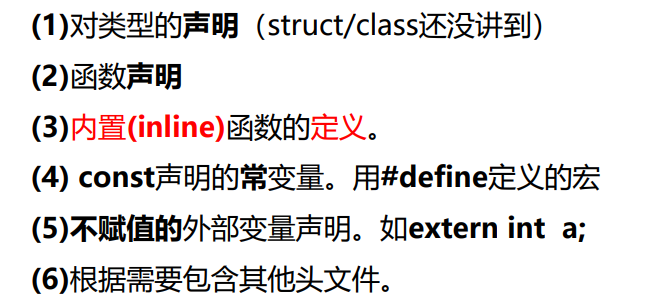 (1)对类型的声明（struct/class还没讲到）
(2)函数声明
(3)内置(inline)函数的定义。
(4) const声明的常变量。用#define定义的宏
(5)不赋值的外部变量声明。如extern int  a;
(6)根据需要包含其他头文件。